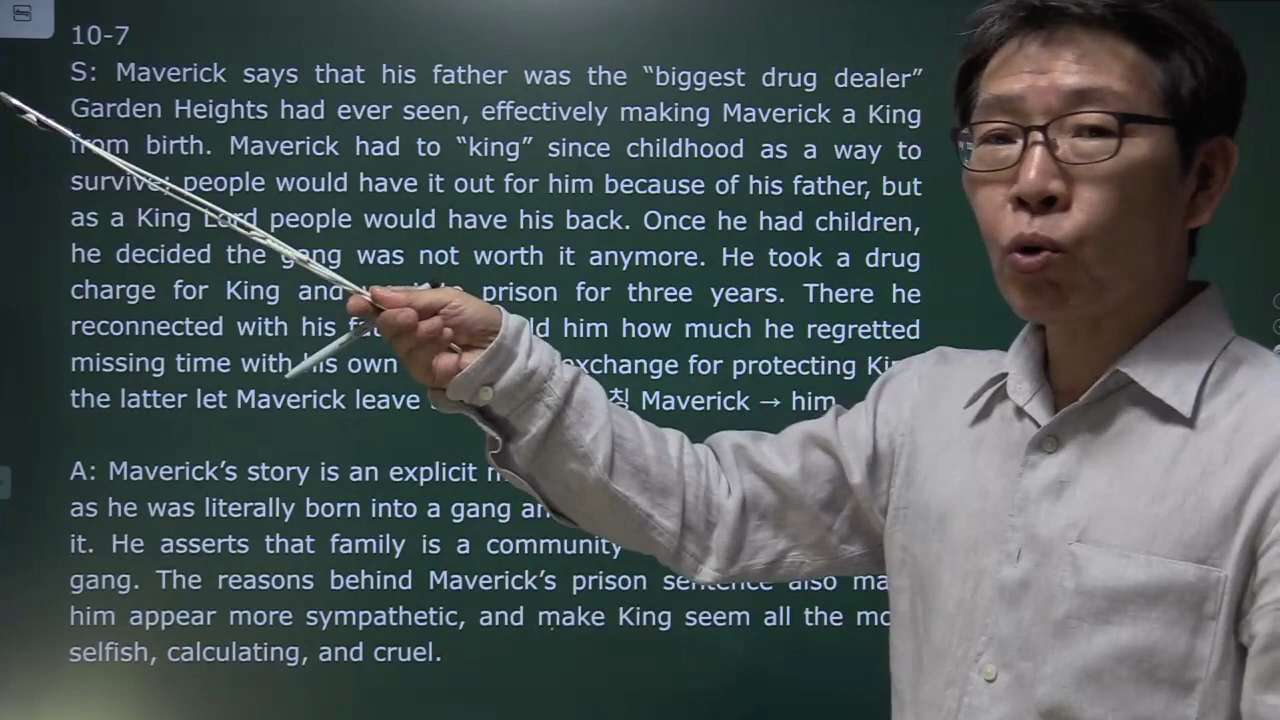 10-7
S: Maverick says that his father was the “biggest drug dealer”
Garden Heights had ever seen, effectively making Maverick a King
from birth. Maverick had to “king” since childhood as a way to
survive; people would have it out for him because of his father, but
as a King Lord people would have his back. Once he had children,
he decided the gang was not worth it anymore. He took a drug
charge for King and prison for three years. There he
reconnected with his him how much he regretted
missing time with his own exchange for protecting
the latter let Maverick leave 칭 Maverick → him
A: Maverick’s story is an explicit
as he was literally born into a gang
it. He asserts that family is a community
gang. The reasons behind Maverick’s prison sentence also
him appear more sympathetic, and make King seem all the
selfish, calculating, and cruel.